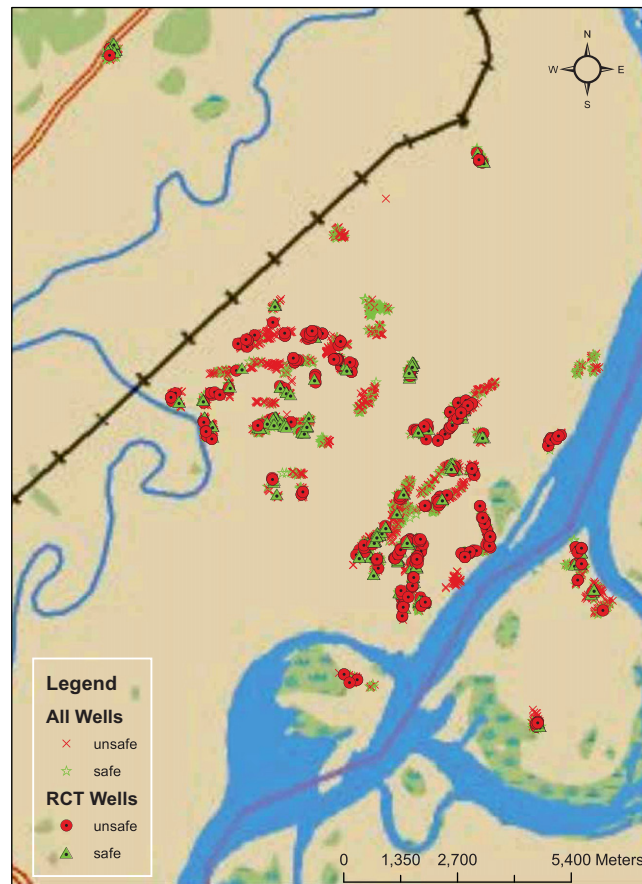 N
W E
S
Legend
All Wells
unsafe
safe
RCT Wells
unsafe
safe
0 1,350 2,700 5,400 Meters